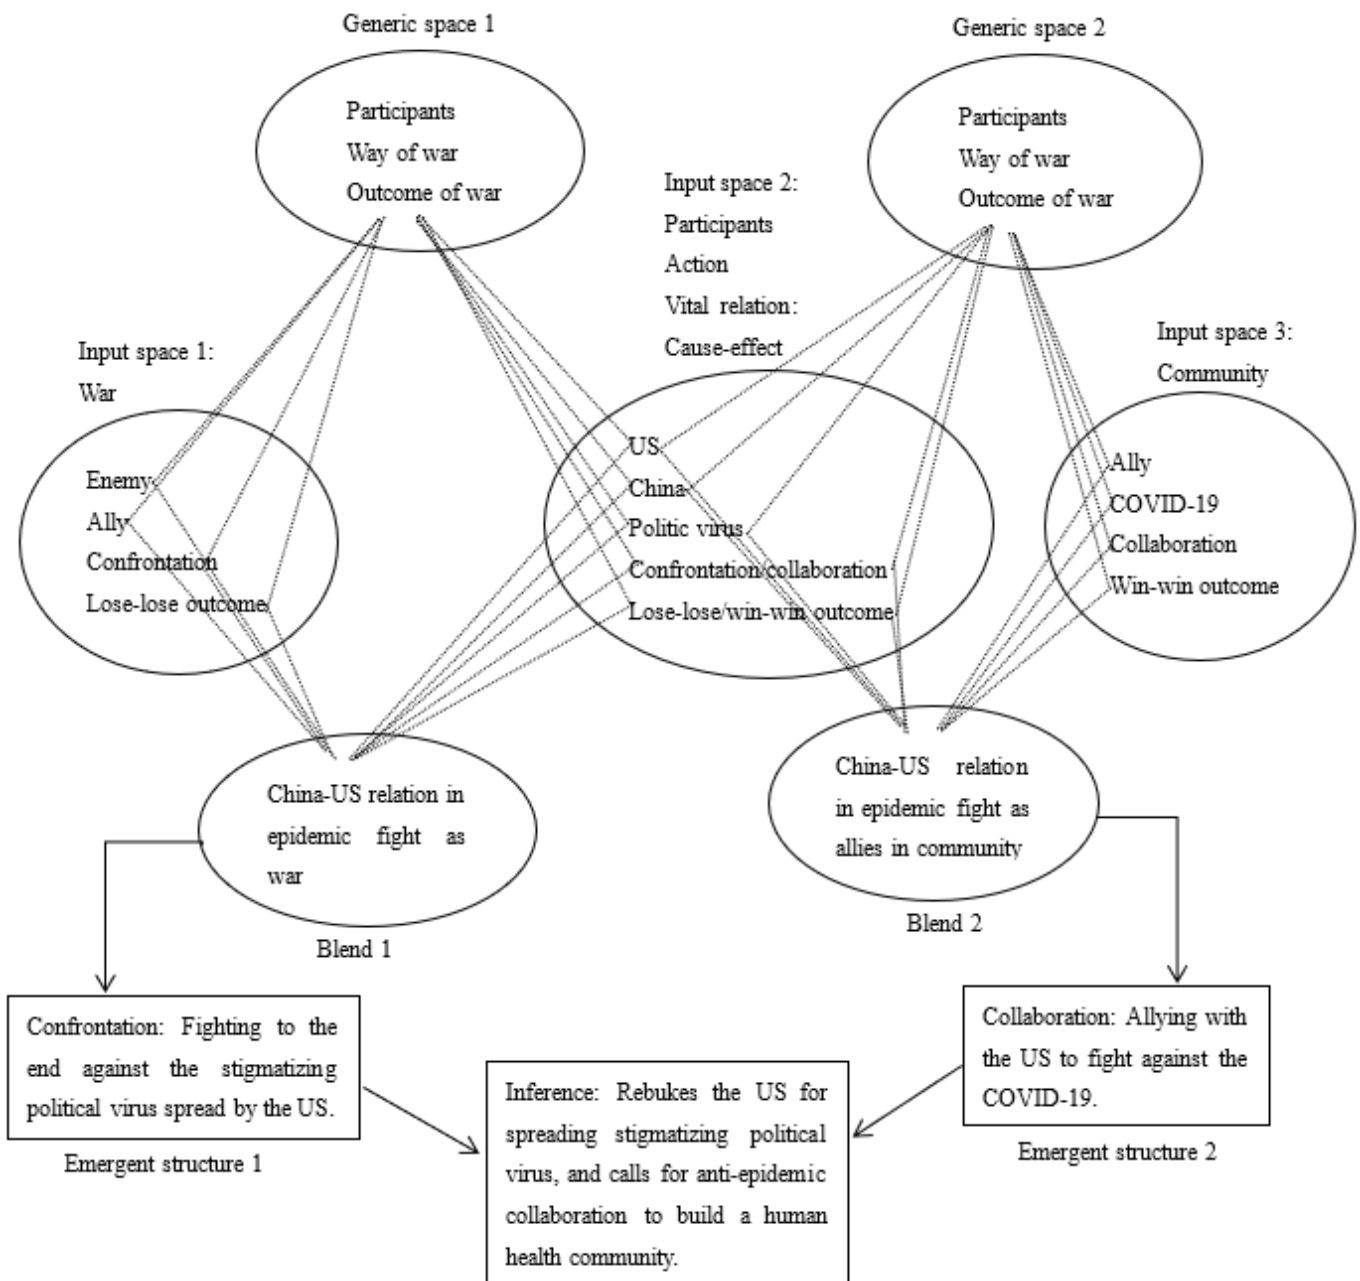 Generic space 1
Participants
Way of war
Outcome of war
Generic space 2
Participants
Way of war
Outcome of war
Input space 2:
Participants
Action
Vital relation:
Cause-effect
Input space 1:
War
Enemy
Ally
Confrontation
Lose-lose outcome
US
China
Politic virus
Confrontation/collaboration
Lose-lose/win-win outcome
Input space 3:
Community
Ally
COVID-19
Collaboration
Win-win outcome
China-US relation in
epidemic fight as
war
Blend 1
China-US relation
in epidemic fight as
allies in community
Blend 2
Confrontation: Fighting to the
end against the stigmatizing
political virus spread by the US.
Emergent structure 1
Inference: Rebukes the US for
spreading stigmatizing political
virus, and calls for anti-epidemic
collaboration to build a human
health community.
Collaboration: Allying with
the US to fight against the
COVID-19.
Emergent structure 2